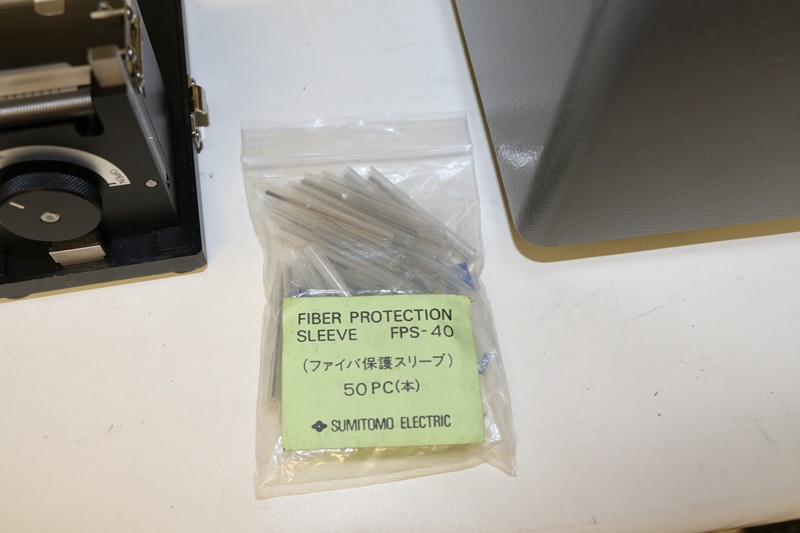 OPEN
FIBER PROTECTION
SLEEVE FPS-40
(ファイバ保護スリーブ)
50PC(本)
SUMITOMO ELECTRIC